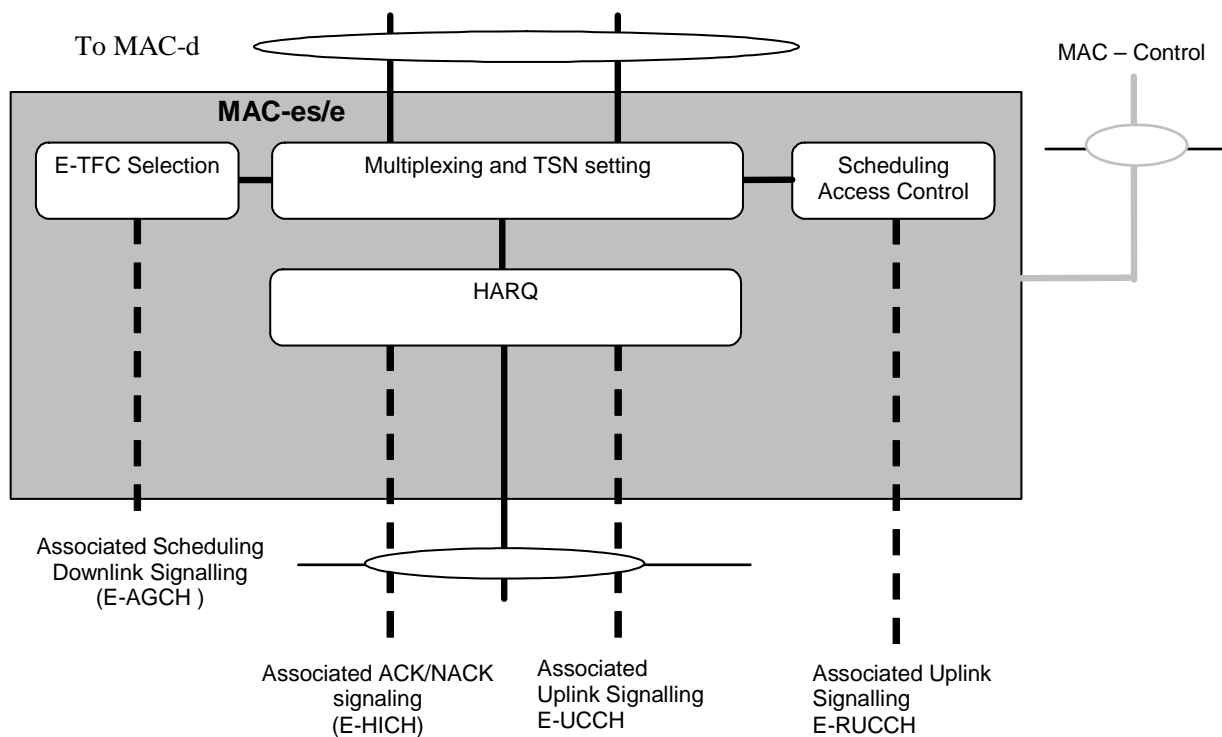 To MAC-d
MAC – Control
MAC-es/e
E-TFC Selection
Multiplexing and TSN setting
Scheduling
Access Control
HARQ
Associated Scheduling
Downlink Signalling
(E-AGCH )
Associated ACK/NACK
signaling
(E-HICH)
Associated
Uplink Signalling
E-UCCH
Associated Uplink
Signalling
E-RUCCH